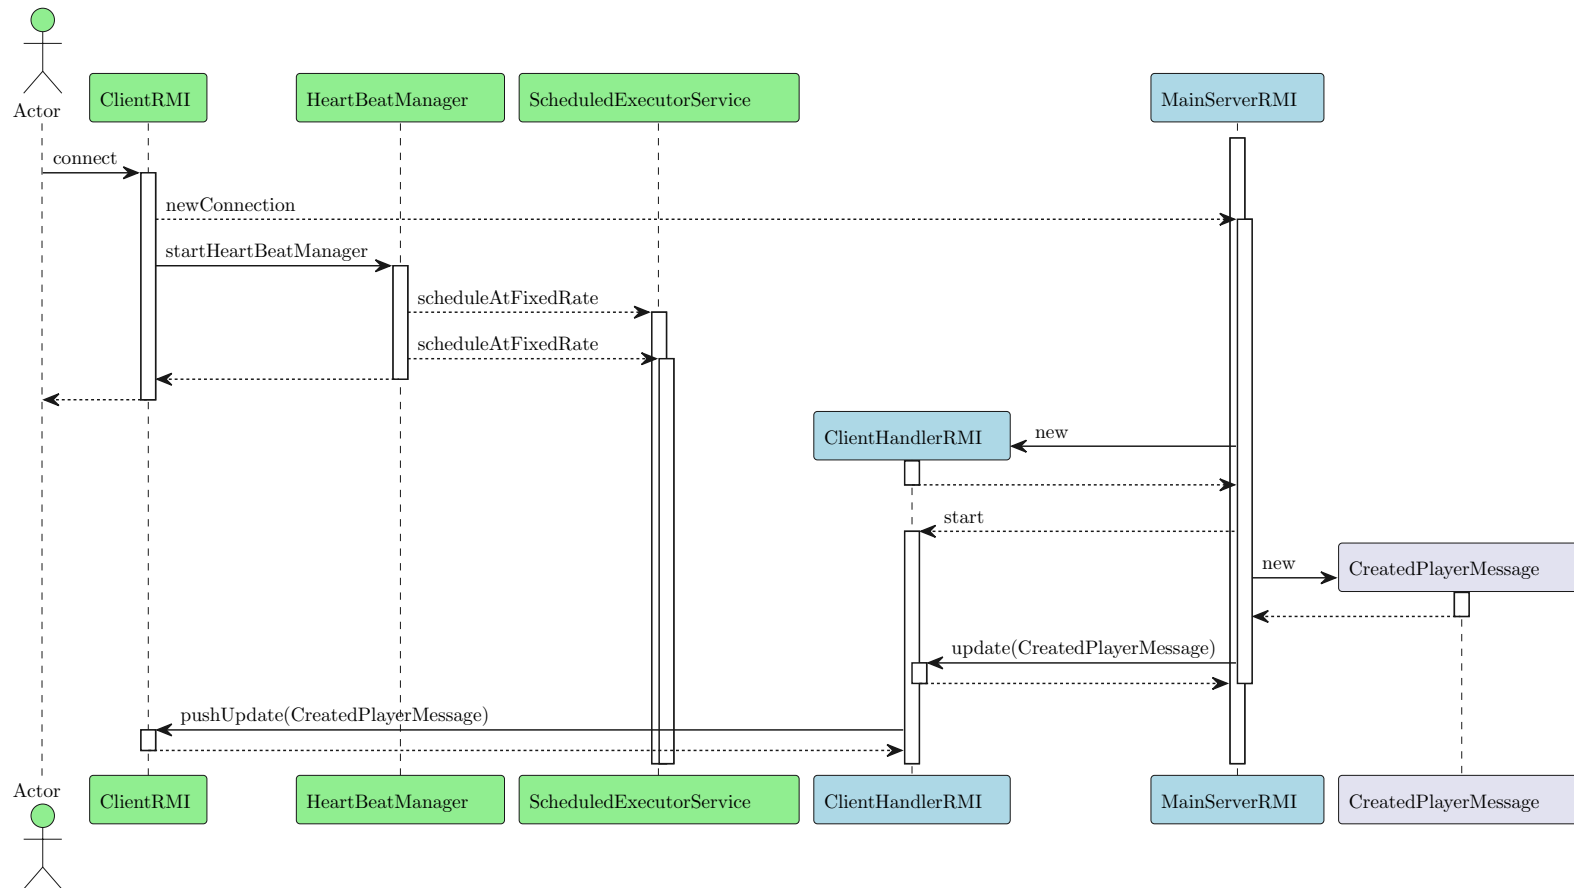 Actor
ClientRMI
HeartBeatManager
ScheduledExecutorService
MainServerRMI
connect
newConnection
startHeartBeatManager
scheduleAtFixedRate
scheduleAtFixedRate
ClientHandlerRMI
new
start
new
CreatedPlayerMessage
update(CreatedPlayerMessage)
pushUpdate(CreatedPlayerMessage)
Actor
ClientRMI
HeartBeatManager
ScheduledExecutorService
ClientHandlerRMI
MainServerRMI
CreatedPlayerMessage